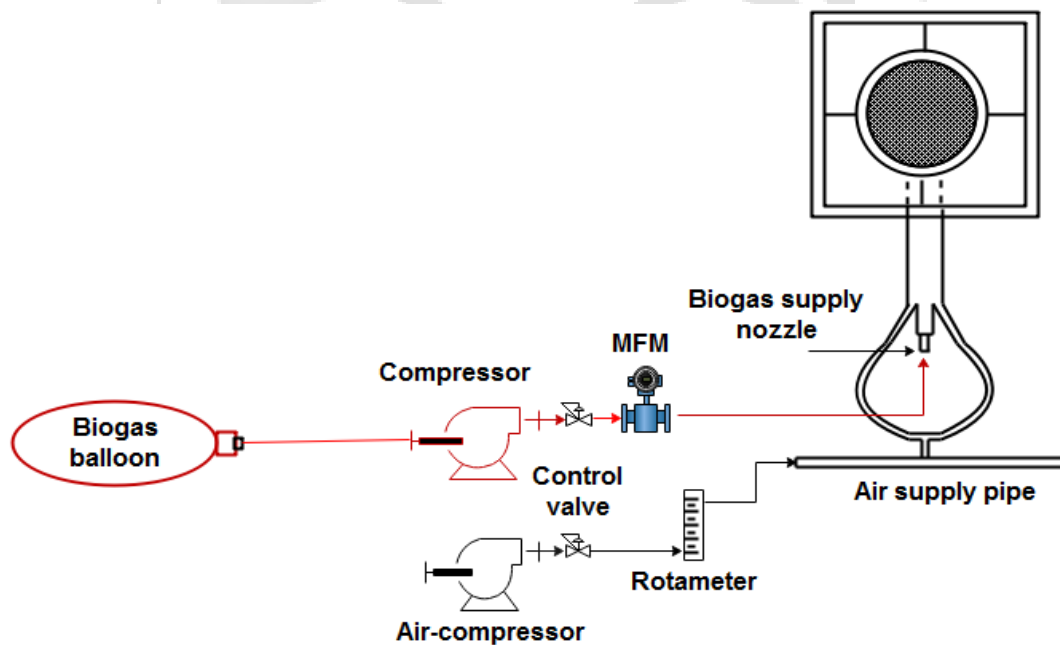 Biogas supply
nozzle
MFM
Compressor
Biogas
balloon
Control
valve
Air supply pipe
Rotameter
Air-compressor